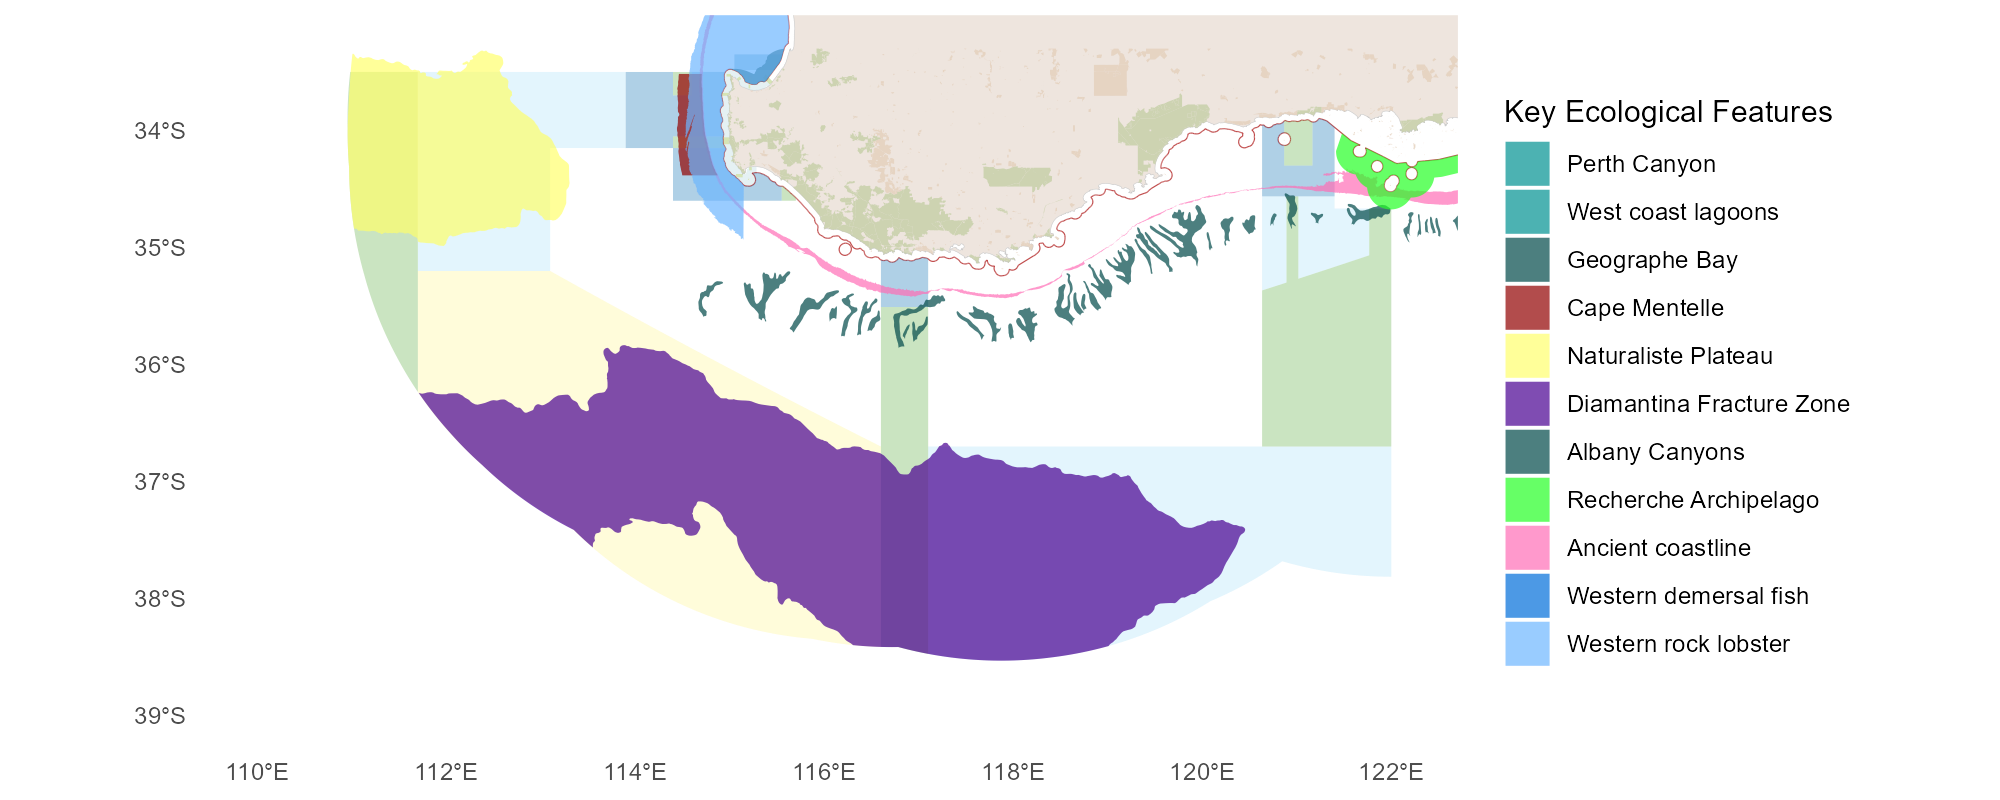 34°S
35°S
36°S
37°S
38°S
39°S
110°E
112°E
114°E
116°E
118°E
120°E
122°E
Key Ecological Features
Perth Canyon
West coast lagoons
Geographe Bay
Cape Mentelle
Naturaliste Plateau
Diamantina Fracture Zone
Albany Canyons
Recherche Archipelago
Ancient coastline
Western demersal fish
Western rock lobster